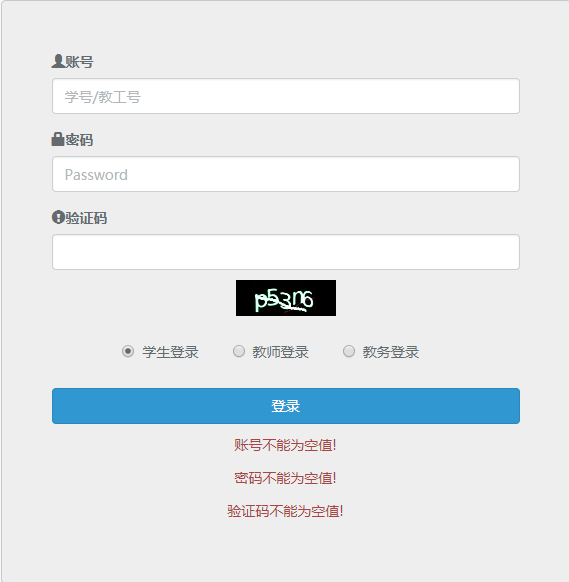 账号
学号/教工号
密码
Password
验证码
p53n6
学生登录 教师登录 教务登录
登录
账号不能为空值!
密码不能为空值!
验证码不能为空值!